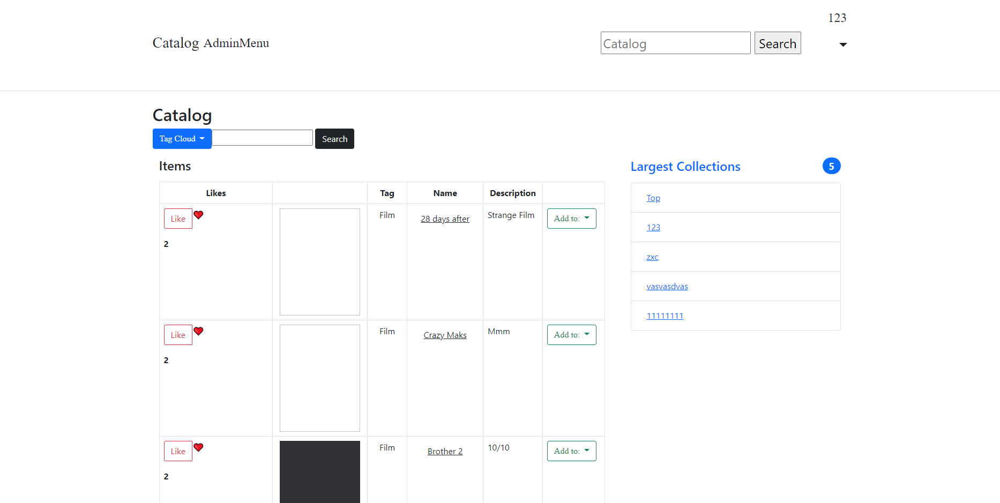 123
Catalog AdminMenu Catalog Search
Catalog
Tag Cloud Search
Items
Likes Tag Name Description
Like Film 28 days after Strange Film Add to:
2
Like Film Crazy Maks Mmm Add to:
2
Like Film Brother 2 10/10 Add to:
2
Largest Collections 5
Top
123
zxc
vasvasdvas
11111111